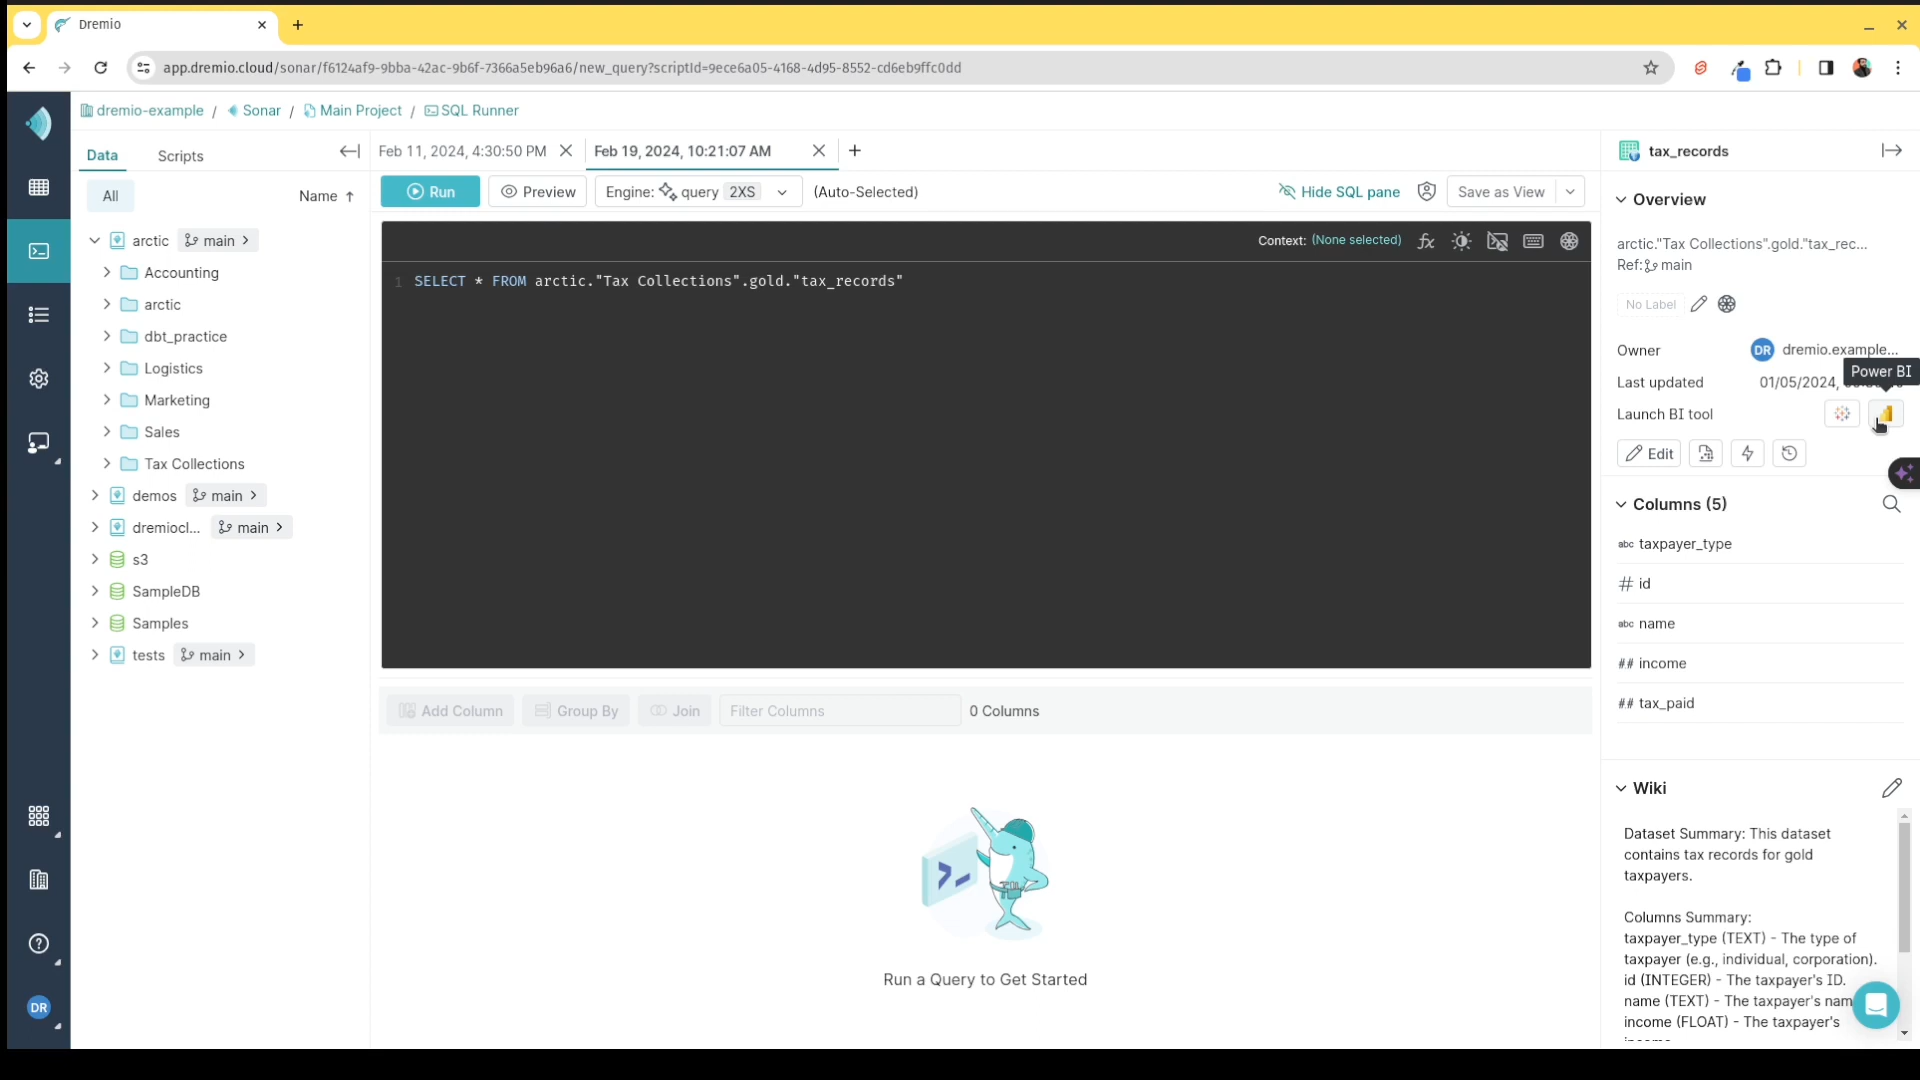 Dremio
app.dremio.cloud/sonar/f6124af9-9bba-42ac-9b6f-7366a5eb96a6/new_query?scriptId=9ece6a05-4168-4d95-8552-cd6eb9ffc0dd
dremio-example / Sonar / Main Project / SQL Runner
Data Scripts
Feb 11, 2024, 4:30:50 PM
Feb 19, 2024, 10:21:07 AM
tax_records
All Name
Run Preview Engine: query 2XS (Auto-Selected) Hide SQL pane Save as View
arctic main
Accounting
arctic
dbt_practice
Logistics
Marketing
Sales
Tax Collections
demos main
dremiocl... main
s3
SampleDB
Samples
tests main
Context: (None selected) fx
1 SELECT * FROM arctic."Tax Collections".gold."tax_records"
Add Column Group By Join Filter Columns 0 Columns
Run a Query to Get Started
Overview
arctic."Tax Collections".gold."tax_rec...
Ref: main
No Label
Owner DR dremio.example...
Power BI
Last updated 01/05/2024,
Launch BI tool
Edit
Columns (5)
abc taxpayer_type
# id
abc name
## income
## tax_paid
Wiki
Dataset Summary: This dataset
contains tax records for gold
taxpayers.
Columns Summary:
taxpayer_type (TEXT) - The type of
taxpayer (e.g., individual, corporation).
id (INTEGER) - The taxpayer's ID.
name (TEXT) - The taxpayer's nam
income (FLOAT) - The taxpayer's
DR